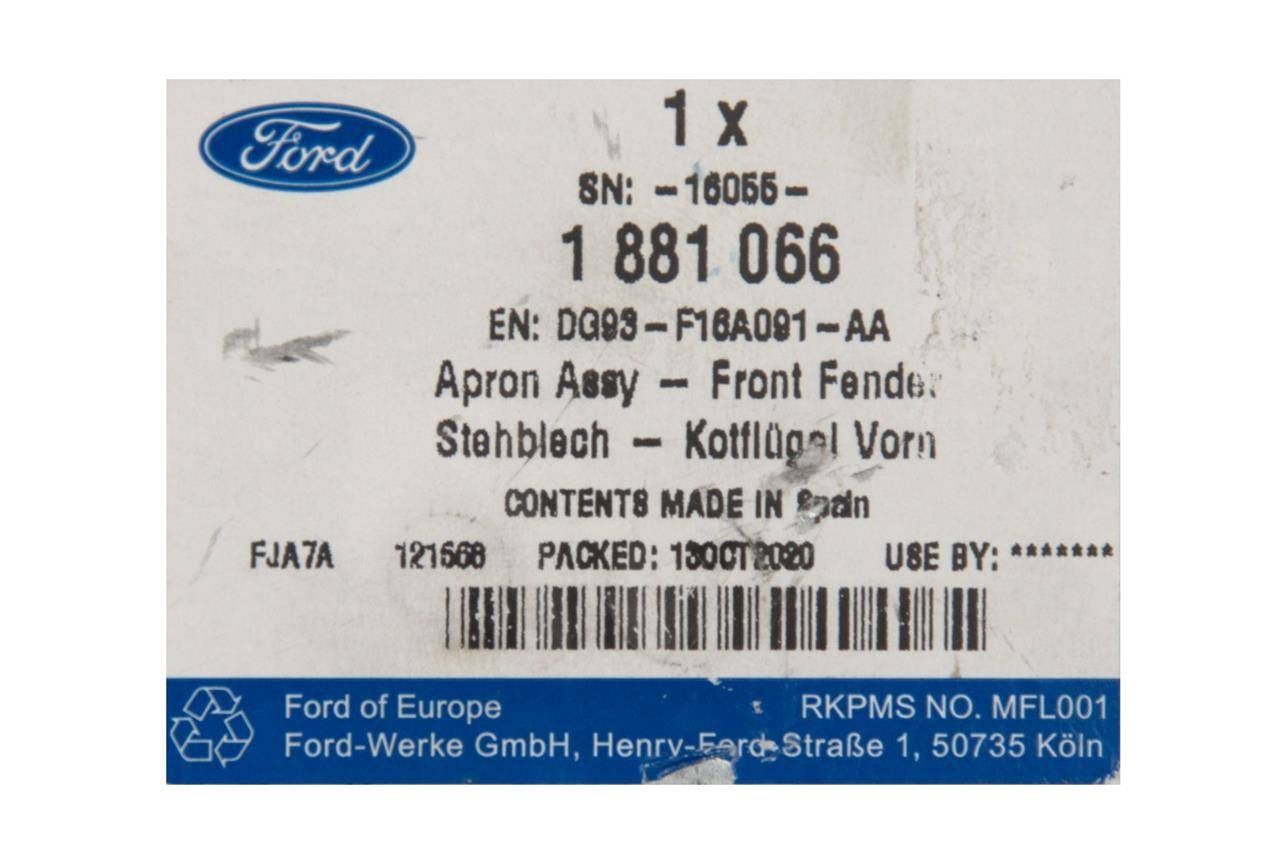 Ford
1 x
SN: -16055-
1 881 066
EN: DG93-F16A091-AA
Apron Assy - Front Fender
Stehblech - Kotflügel Vorn
CONTENTS MADE IN Spain
FJA7A 121568 PACKED: 13OCT2020 USE BY: *******
Ford of Europe RKPMS NO. MFL001
Ford-Werke GmbH, Henry-Ford-Straße 1, 50735 Köln